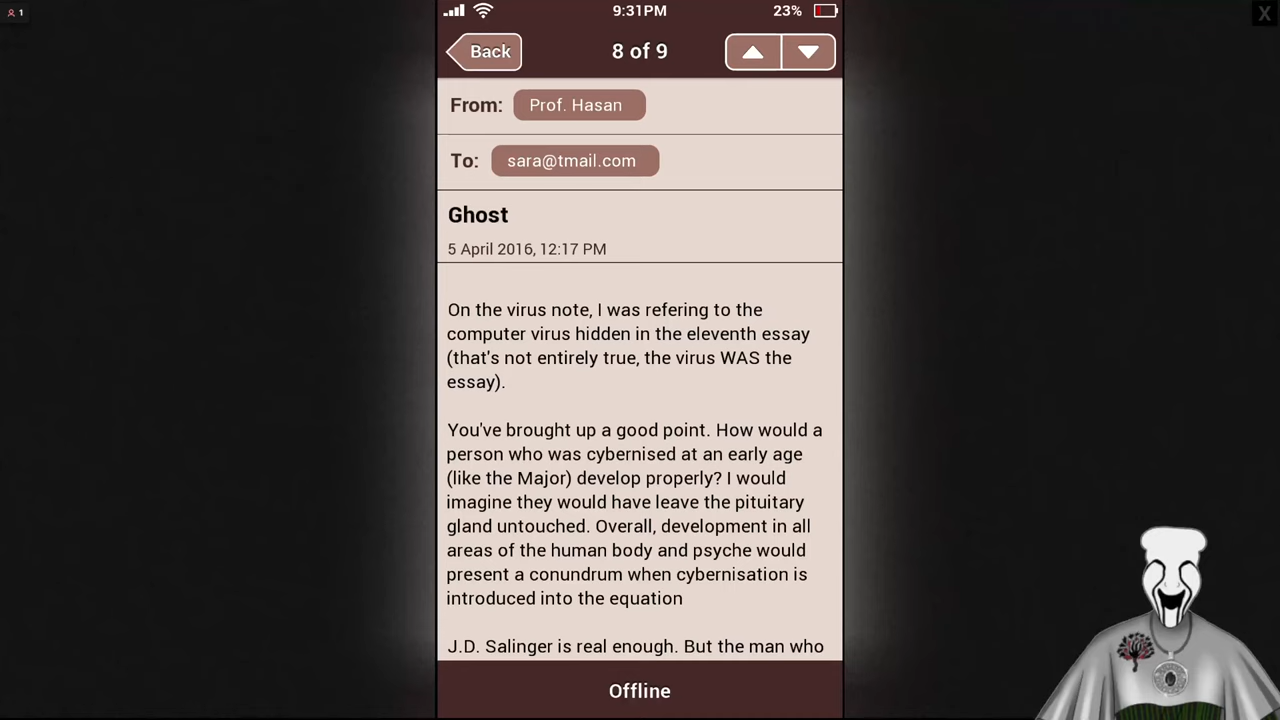 1
X
9:31PM
23%
Back
8 of 9
From: Prof. Hasan
To: sara@tmail.com
Ghost
5 April 2016, 12:17 PM
On the virus note, I was refering to the
computer virus hidden in the eleventh essay
(that's not entirely true, the virus WAS the
essay).
You've brought up a good point. How would a
person who was cybernised at an early age
(like the Major) develop properly? I would
imagine they would have leave the pituitary
gland untouched. Overall, development in all
areas of the human body and psyche would
present a conundrum when cybernisation is
introduced into the equation
J.D. Salinger is real enough. But the man who
Offline